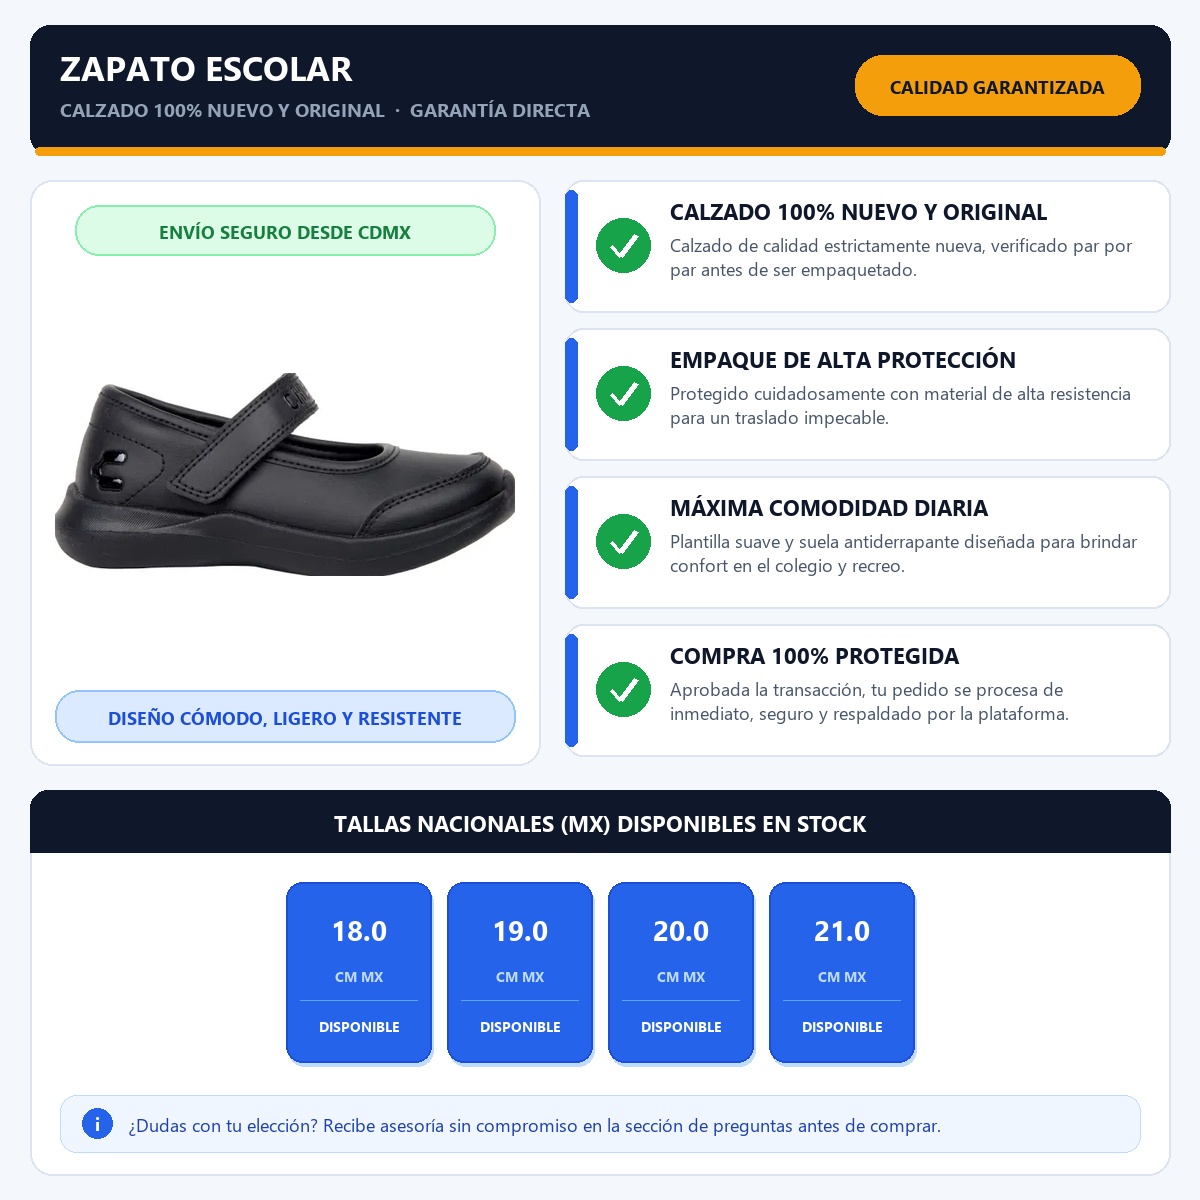 ZAPATO ESCOLAR
CALZADO 100% NUEVO Y ORIGINAL · GARANTÍA DIRECTA
CALIDAD GARANTIZADA
ENVÍO SEGURO DESDE CDMX
DISEÑO CÓMODO, LIGERO Y RESISTENTE
CALZADO 100% NUEVO Y ORIGINAL
Calzado de calidad estrictamente nueva, verificado par por
par antes de ser empaquetado.
EMPAQUE DE ALTA PROTECCIÓN
Protegido cuidadosamente con material de alta resistencia
para un traslado impecable.
MÁXIMA COMODIDAD DIARIA
Plantilla suave y suela antiderrapante diseñada para brindar
confort en el colegio y recreo.
COMPRA 100% PROTEGIDA
Aprobada la transacción, tu pedido se procesa de
inmediato, seguro y respaldado por la plataforma.
TALLAS NACIONALES (MX) DISPONIBLES EN STOCK
18.0
CM MX
DISPONIBLE
19.0
CM MX
DISPONIBLE
20.0
CM MX
DISPONIBLE
21.0
CM MX
DISPONIBLE
¿Dudas con tu elección? Recibe asesoría sin compromiso en la sección de preguntas antes de comprar.